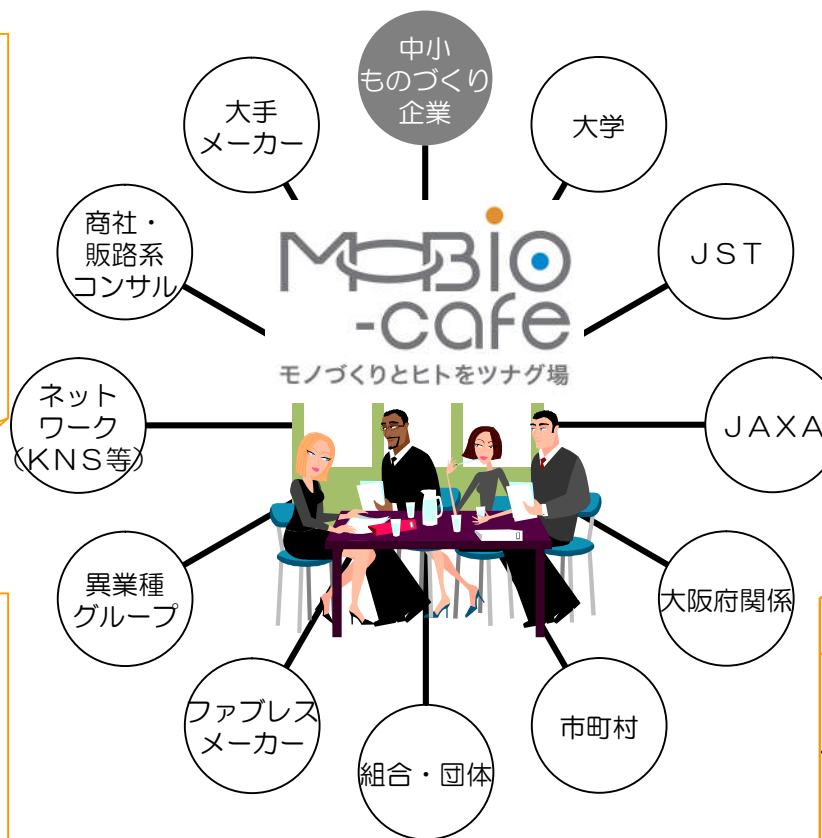 中小
ものづくり
企業
大学
JST
JAXA
大阪府関係
市町村
組合・団体
ファブレス
メーカー
異業種
グループ
ネット
ワーク
(KNS等)
商社・
販路系
コンサル
大手
メーカー
MOBIO
-cafe
モノづくりとヒトをツナグ場